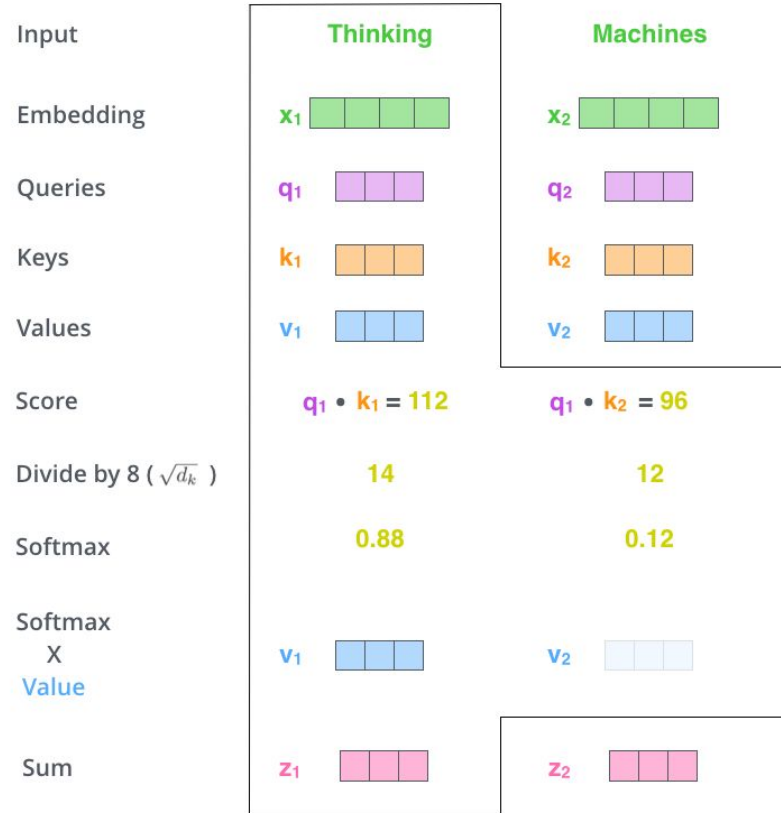 Input Thinking Machines
Embedding x₁ x₂
Queries q₁ q₂
Keys k₁ k₂
Values v₁ v₂
Score q₁ • k₁ = 112 q₁ • k₂ = 96
Divide by 8 ( √dₖ ) 14 12
Softmax 0.88 0.12
Softmax
X v₁ v₂
Value
Sum z₁ z₂